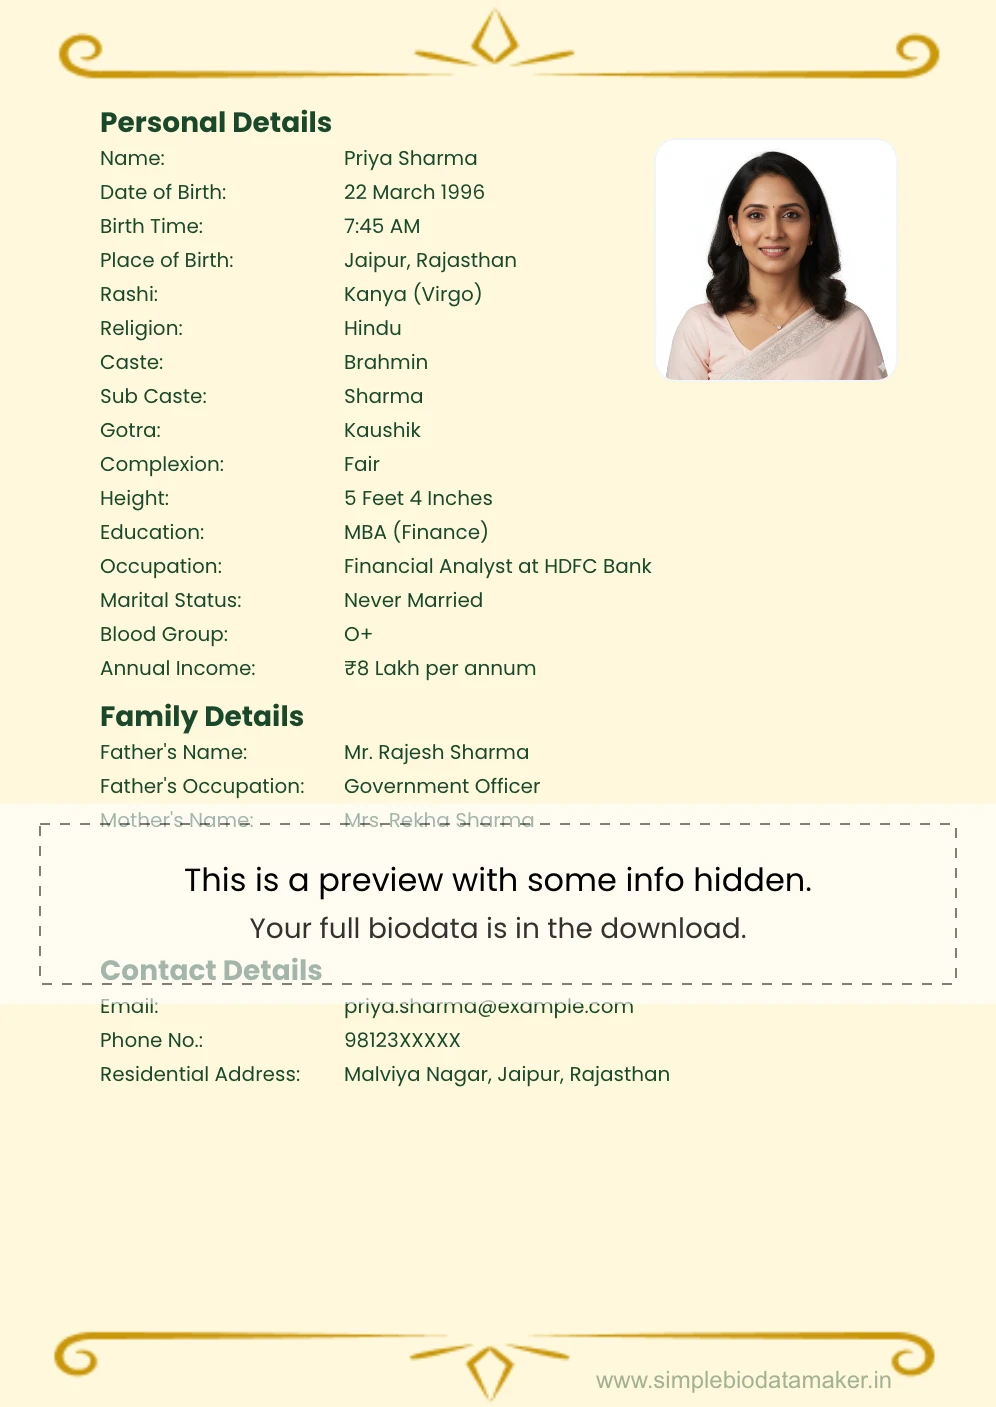 Personal Details
Name: Priya Sharma
Date of Birth: 22 March 1996
Birth Time: 7:45 AM
Place of Birth: Jaipur, Rajasthan
Rashi: Kanya (Virgo)
Religion: Hindu
Caste: Brahmin
Sub Caste: Sharma
Gotra: Kaushik
Complexion: Fair
Height: 5 Feet 4 Inches
Education: MBA (Finance)
Occupation: Financial Analyst at HDFC Bank
Marital Status: Never Married
Blood Group: O+
Annual Income: ₹8 Lakh per annum
Family Details
Father's Name: Mr. Rajesh Sharma
Father's Occupation: Government Officer
Mother's Name: Mrs. Rekha Sharma
This is a preview with some info hidden.
Your full biodata is in the download.
Contact Details
Email: priya.sharma@example.com
Phone No.: 98123XXXXX
Residential Address: Malviya Nagar, Jaipur, Rajasthan
www.simplebiodatamaker.in